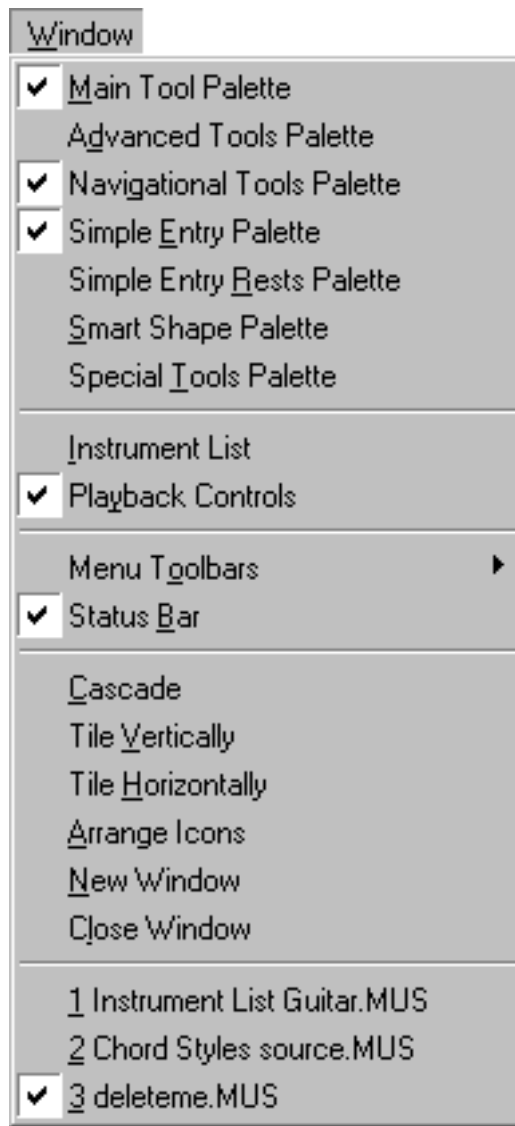 Window
Main Tool Palette
Advanced Tools Palette
Navigational Tools Palette
Simple Entry Palette
Simple Entry Rests Palette
Smart Shape Palette
Special Tools Palette
Instrument List
Playback Controls
Menu Toolbars
Status Bar
Cascade
Tile Vertically
Tile Horizontally
Arrange Icons
New Window
Close Window
1 Instrument List Guitar.MUS
2 Chord Styles source.MUS
3 deleteme.MUS